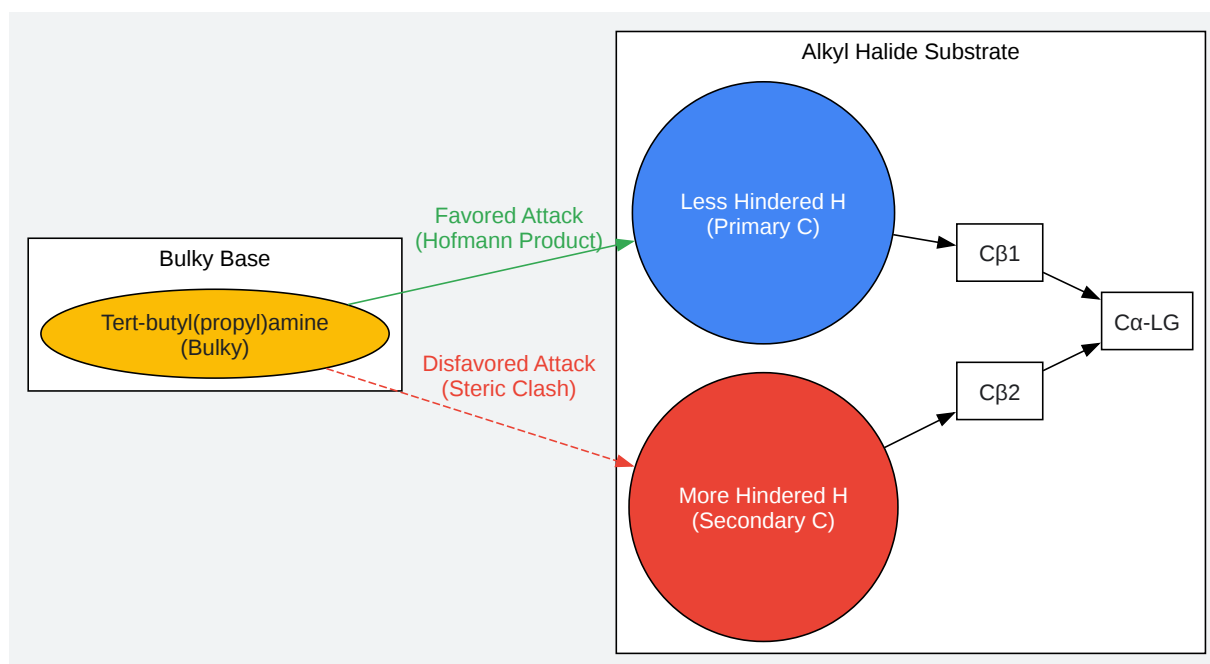 Alkyl Halide Substrate
Less Hindered H
(Primary C)
Favored Attack
(Hofmann Product)
Cβ1
Bulky Base
Tert-butyl(propyl)amine
(Bulky)
Cα-LG
Disfavored Attack
(Steric Clash)
Cβ2
More Hindered H
(Secondary C)